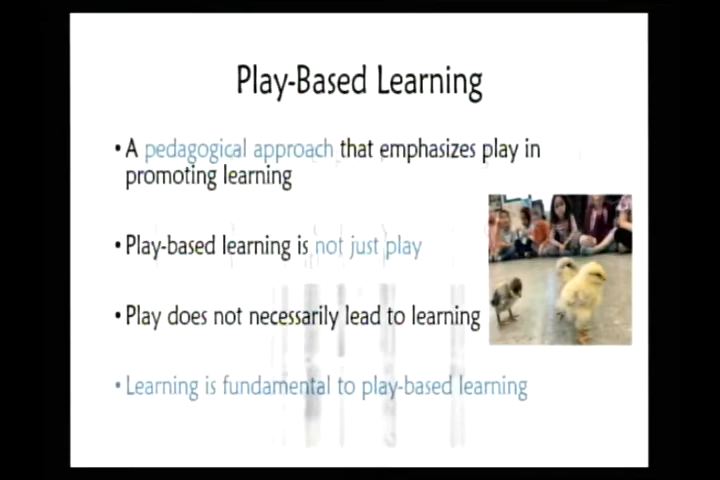 Play-Based Learning
• A pedagogical approach that emphasizes play in
promoting learning
• Play-based learning is not just play
• Play does not necessarily lead to learning
• Learning is fundamental to play-based learning